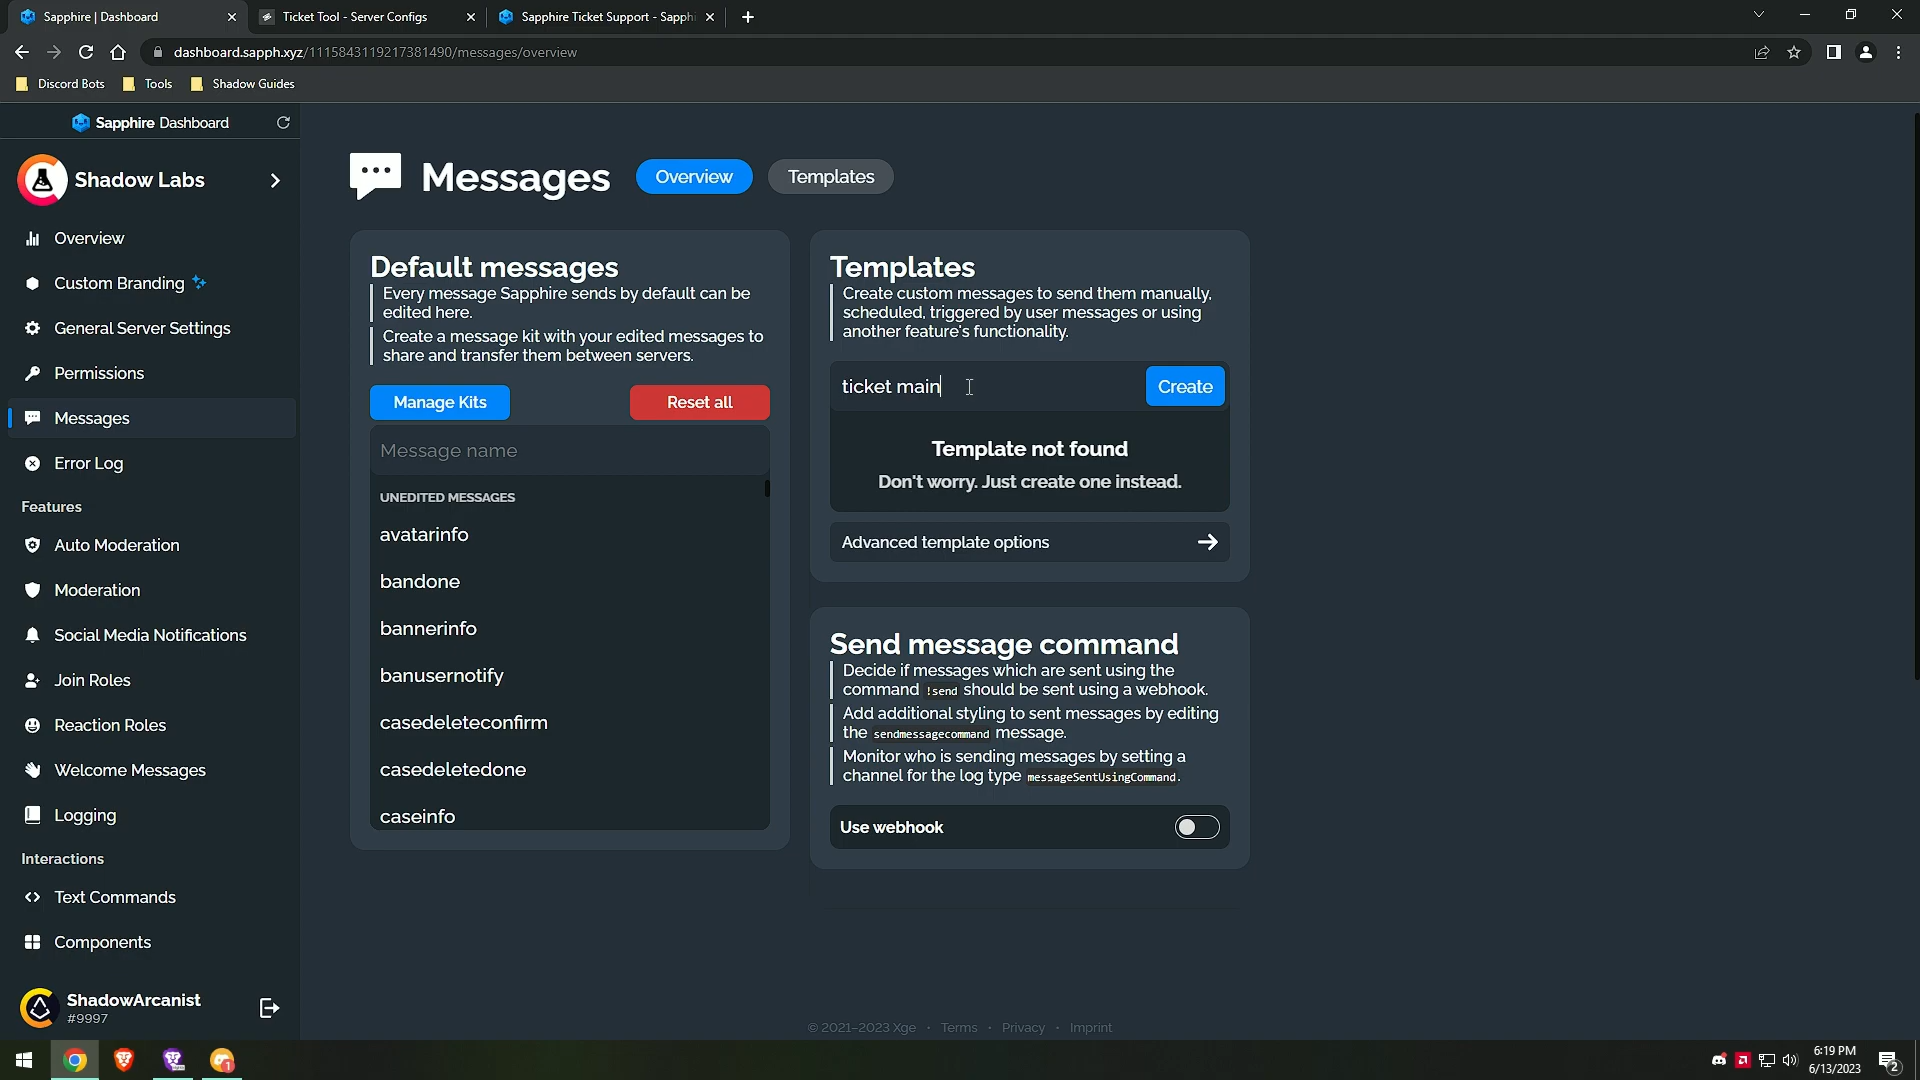 Sapphire | Dashboard
Ticket Tool - Server Configs
Sapphire Ticket Support - Sapphi
dashboard.sapph.xyz/1115843119217381490/messages/overview
Discord Bots
Tools
Shadow Guides
Sapphire Dashboard
Shadow Labs
Overview
Custom Branding
General Server Settings
Permissions
Messages
Error Log
Features
Auto Moderation
Moderation
Social Media Notifications
Join Roles
Reaction Roles
Welcome Messages
Logging
Interactions
Text Commands
Components
ShadowArcanist
#9997
Messages
Overview
Templates
Default messages
Every message Sapphire sends by default can be
edited here.
Create a message kit with your edited messages to
share and transfer them between servers.
Manage Kits
Reset all
Message name
UNEDITED MESSAGES
avatarinfo
bandone
bannerinfo
banusernotify
casedeleteconfirm
casedeletedone
caseinfo
Templates
Create custom messages to send them manually,
scheduled, triggered by user messages or using
another feature's functionality.
ticket main
Create
Template not found
Don't worry. Just create one instead.
Advanced template options
Send message command
Decide if messages which are sent using the
command !send should be sent using a webhook.
Add additional styling to sent messages by editing
the sendmessagecommand message.
Monitor who is sending messages by setting a
channel for the log type messageSentUsingCommand.
Use webhook
© 2021–2023 Xge • Terms • Privacy • Imprint
1
6:19 PM
6/13/2023
2